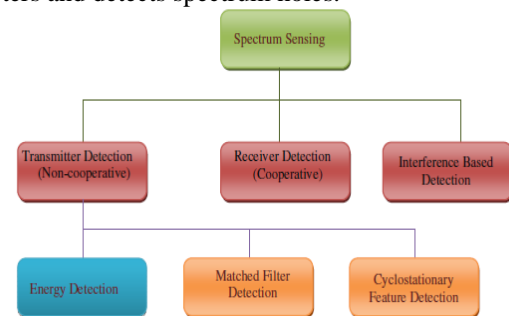 ters and detects spectrum holes.
Spectrum Sensing
Transmitter Detection
(Non-cooperative)
Receiver Detection
(Cooperative)
Interference Based
Detection
Energy Detection
Matched Filter
Detection
Cyclostationary
Feature Detection